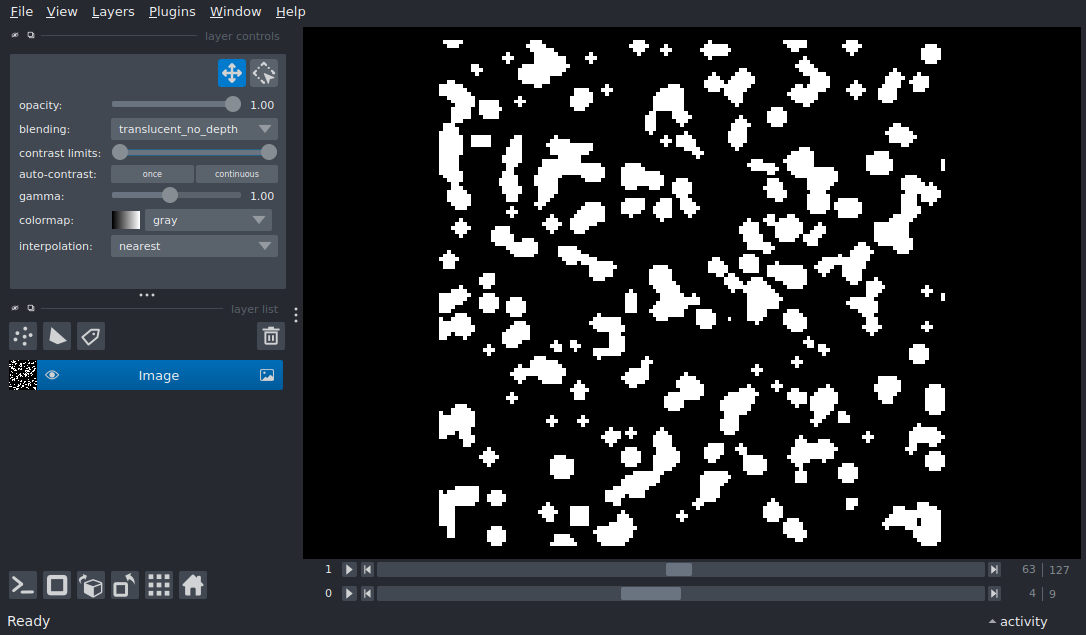 File View Layers Plugins Window Help
layer controls
opacity: 1.00
blending: translucent_no_depth
contrast limits:
auto-contrast: once continuous
gamma: 1.00
colormap: gray
interpolation: nearest
layer list
Image
1 63 127
0 4 9
Ready activity